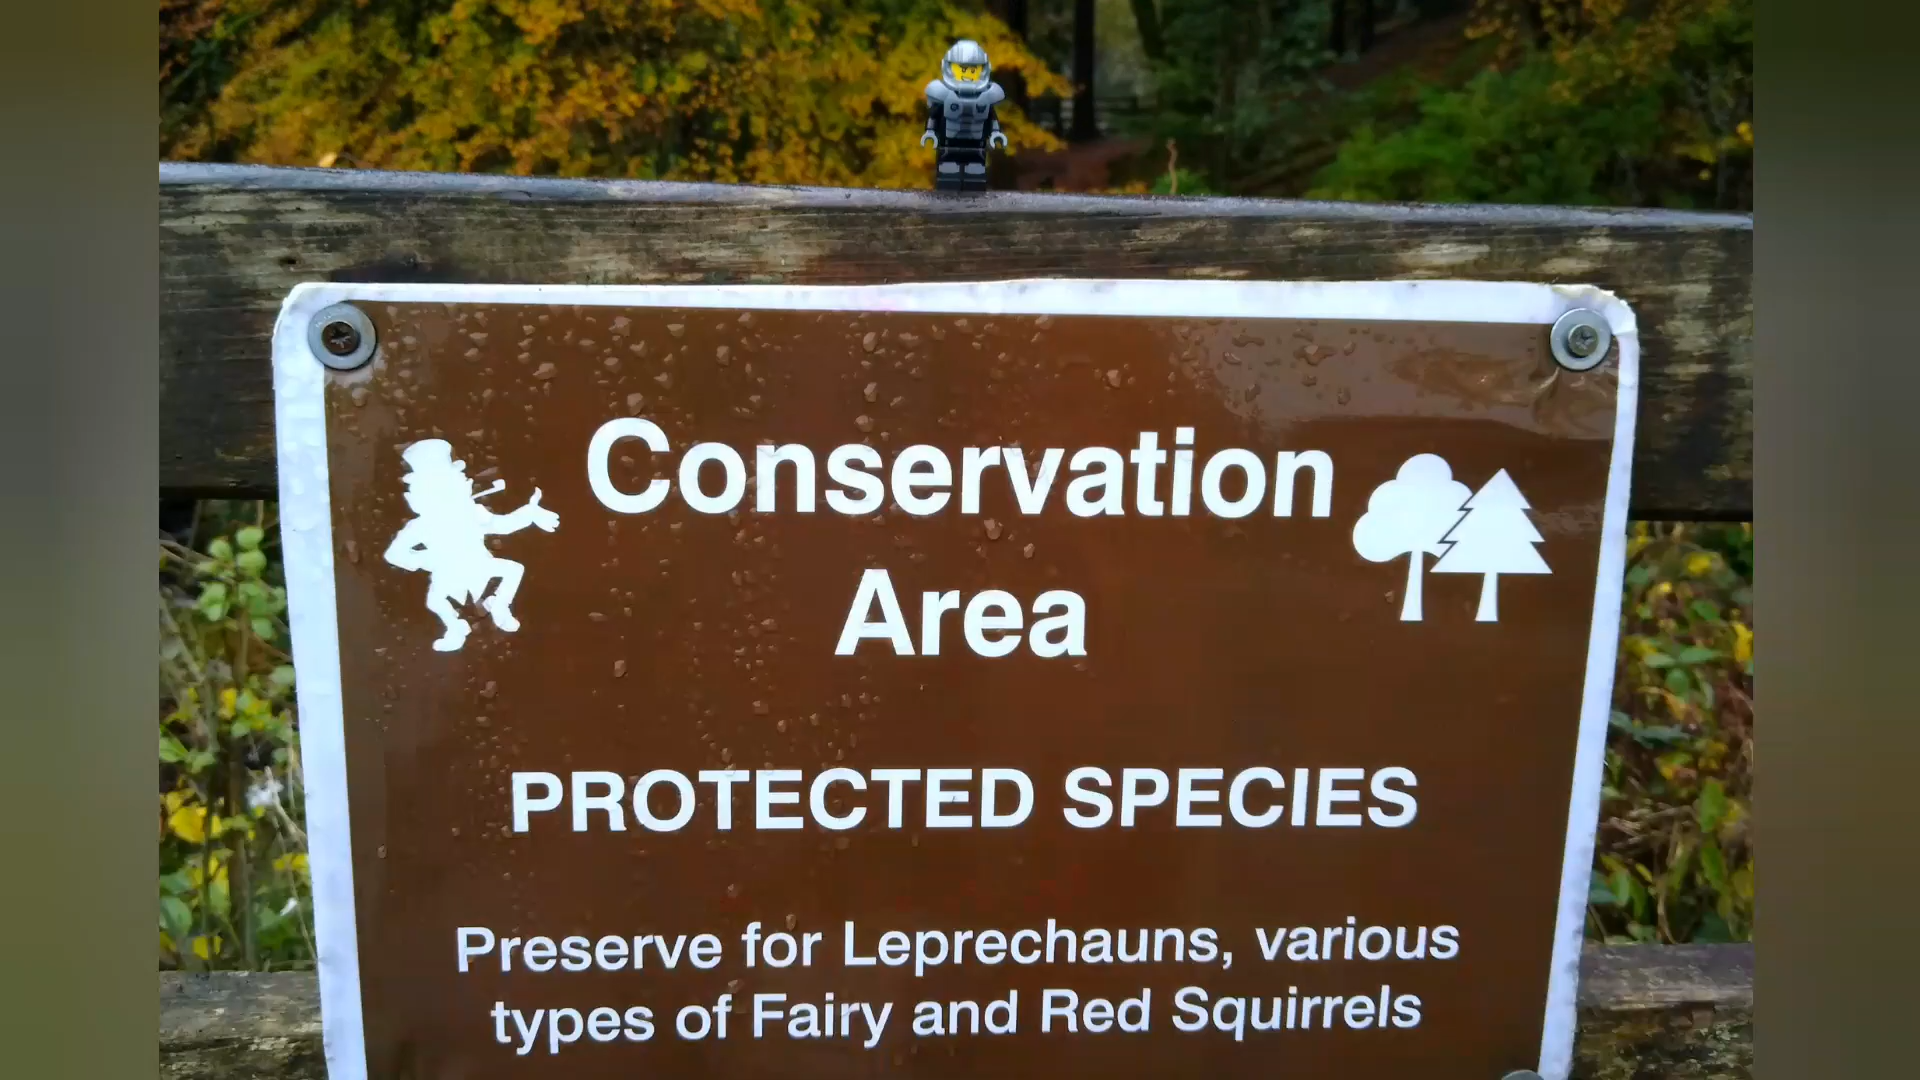 Conservation
Area
PROTECTED SPECIES
Preserve for Leprechauns, various
types of Fairy and Red Squirrels